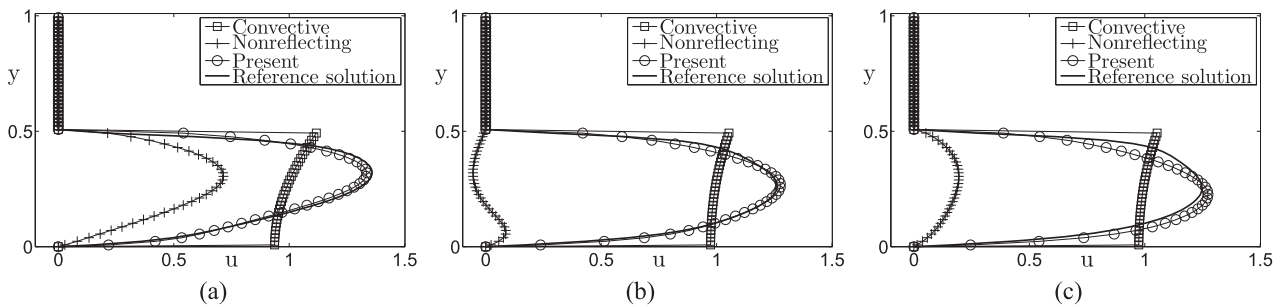 1
y
0.5
0
0
0.5
u
1
1.5
Convective
Nonreflecting
Present
Reference solution
(a)
1
y
0.5
0
0
0.5
u
1
1.5
Convective
Nonreflecting
Present
Reference solution
(b)
1
y
0.5
0
0
0.5
u
1
1.5
Convective
Nonreflecting
Present
Reference solution
(c)